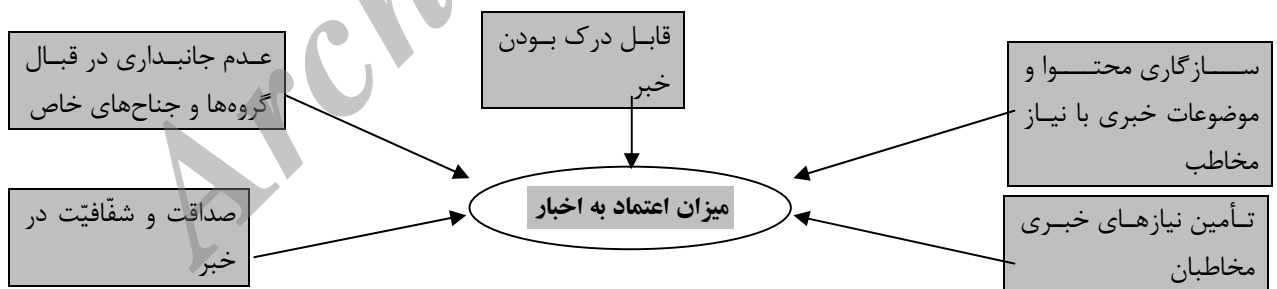 قابل درک بودن
خبر
سازگاری محتوا و
موضوعات خبری با نیاز
مخاطب
عدم جانبداری در قبال
گروه‌ها و جناح‌های خاص
میزان اعتماد به اخبار
تأمین نیازهای خبری
مخاطبان
صداقت و شفّافیّت در
خبر